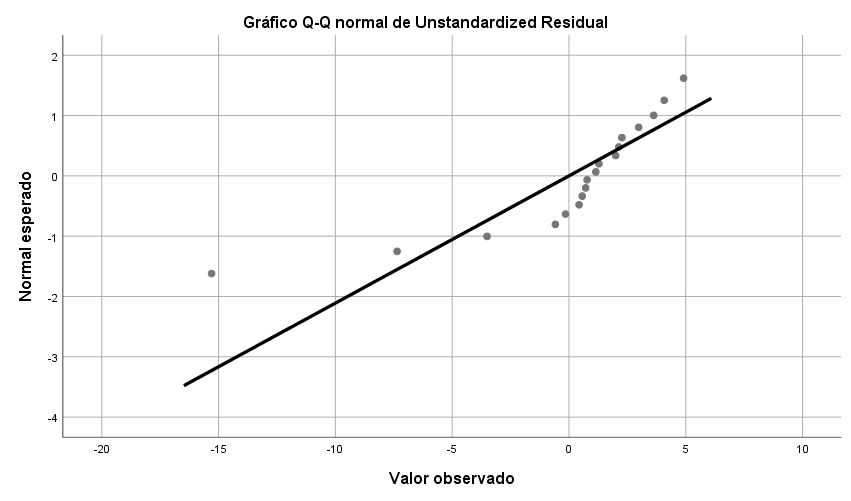 Gráfico Q-Q normal de Unstandardized Residual
2
1
0
-1
-2
-3
-4
Normal esperado
-20 -15 -10 -5 0 5 10
Valor observado